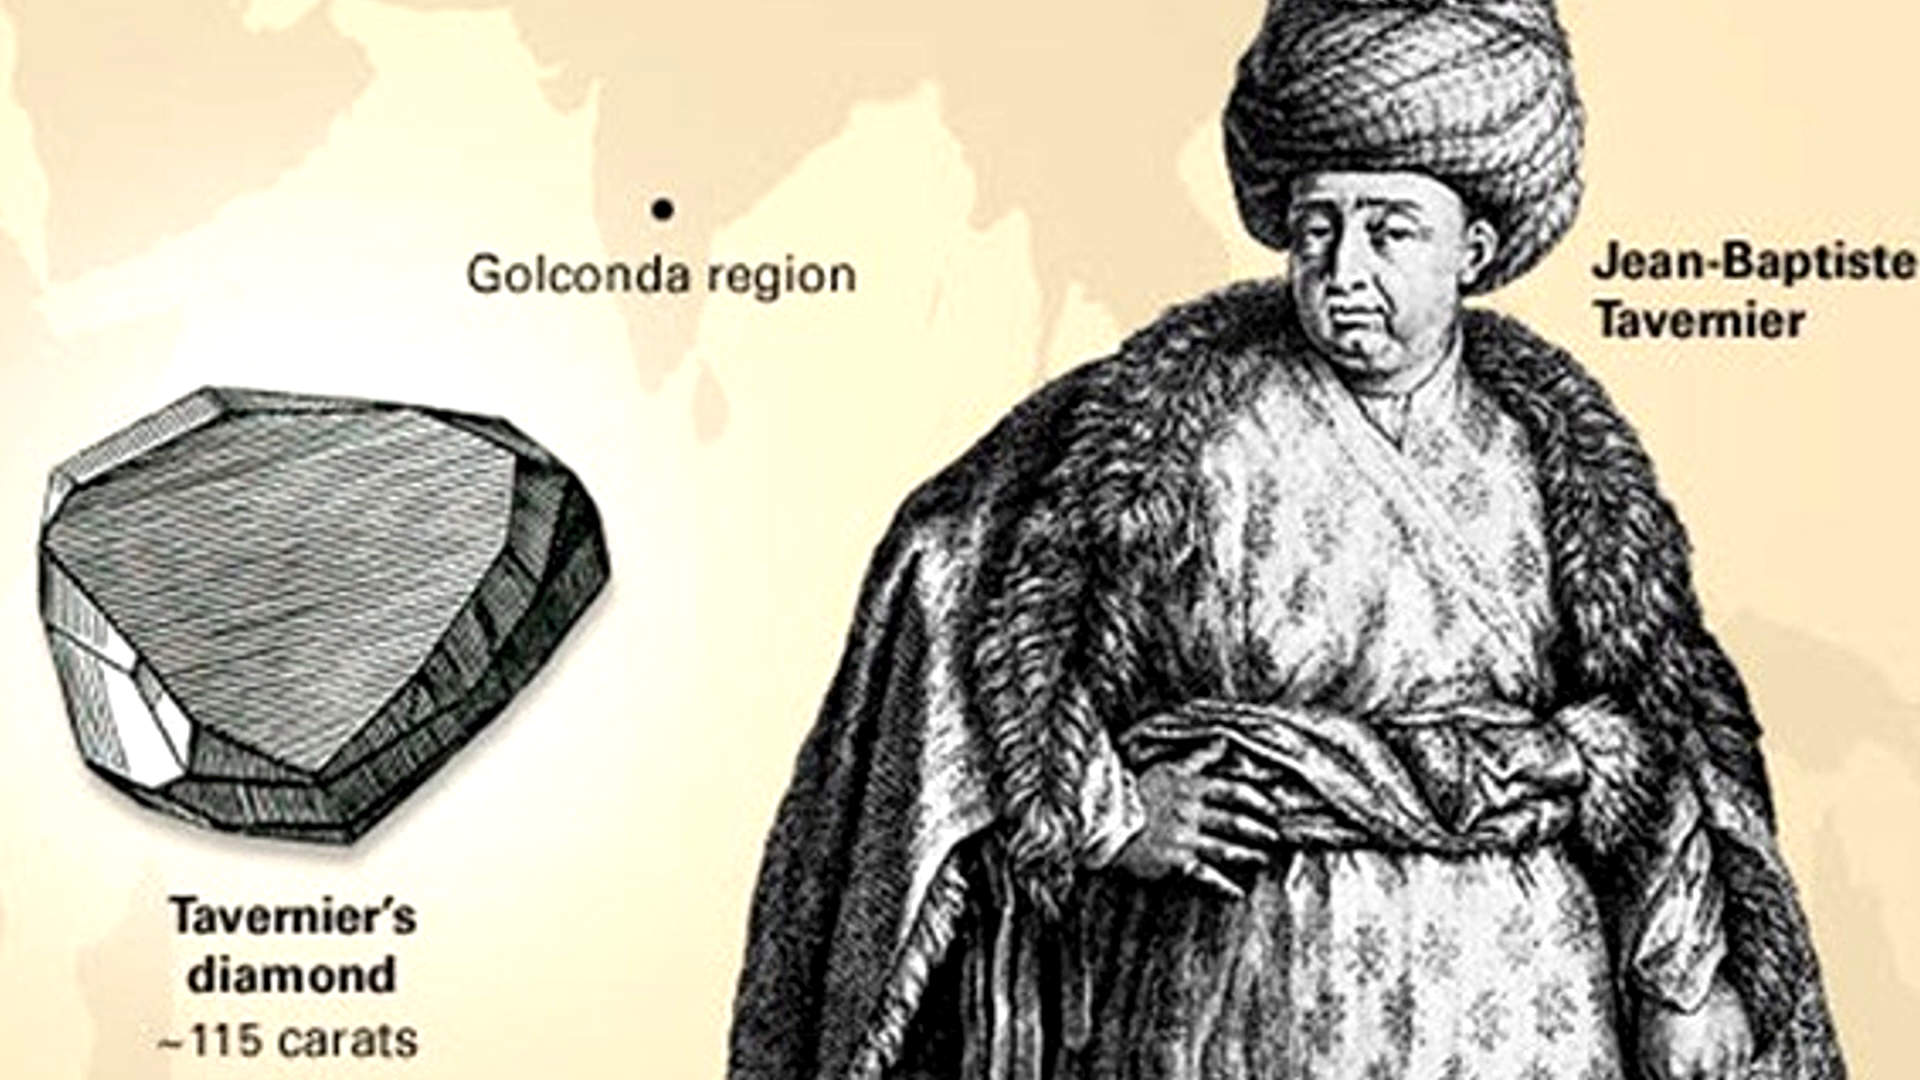 Golconda region
Jean-Baptiste
Tavernier
Tavernier's
diamond
~115 carats